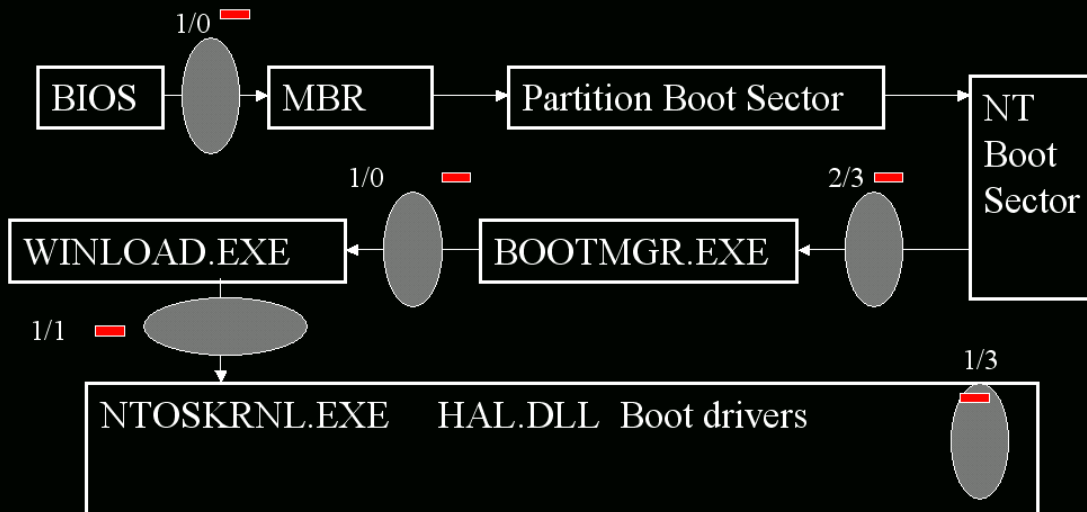 1/0
BIOS
MBR
Partition Boot Sector
NT
Boot
Sector
1/0
2/3
WINLOAD.EXE
BOOTMGR.EXE
1/1
1/3
NTOSKRNL.EXE HAL.DLL Boot drivers